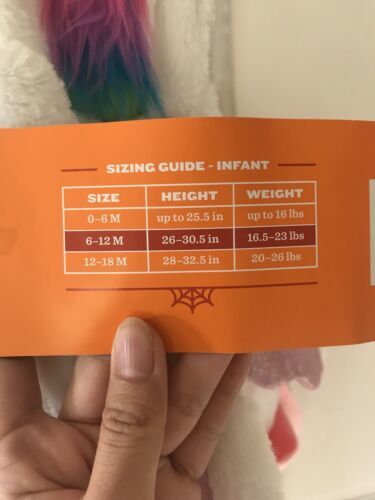 SIZING GUIDE - INFANT
SIZE HEIGHT WEIGHT
0-6 M up to 25.5 in up to 16 lbs
6-12 M 26-30.5 in 16.5-23 lbs
12-18 M 28-32.5 in 20-26 lbs